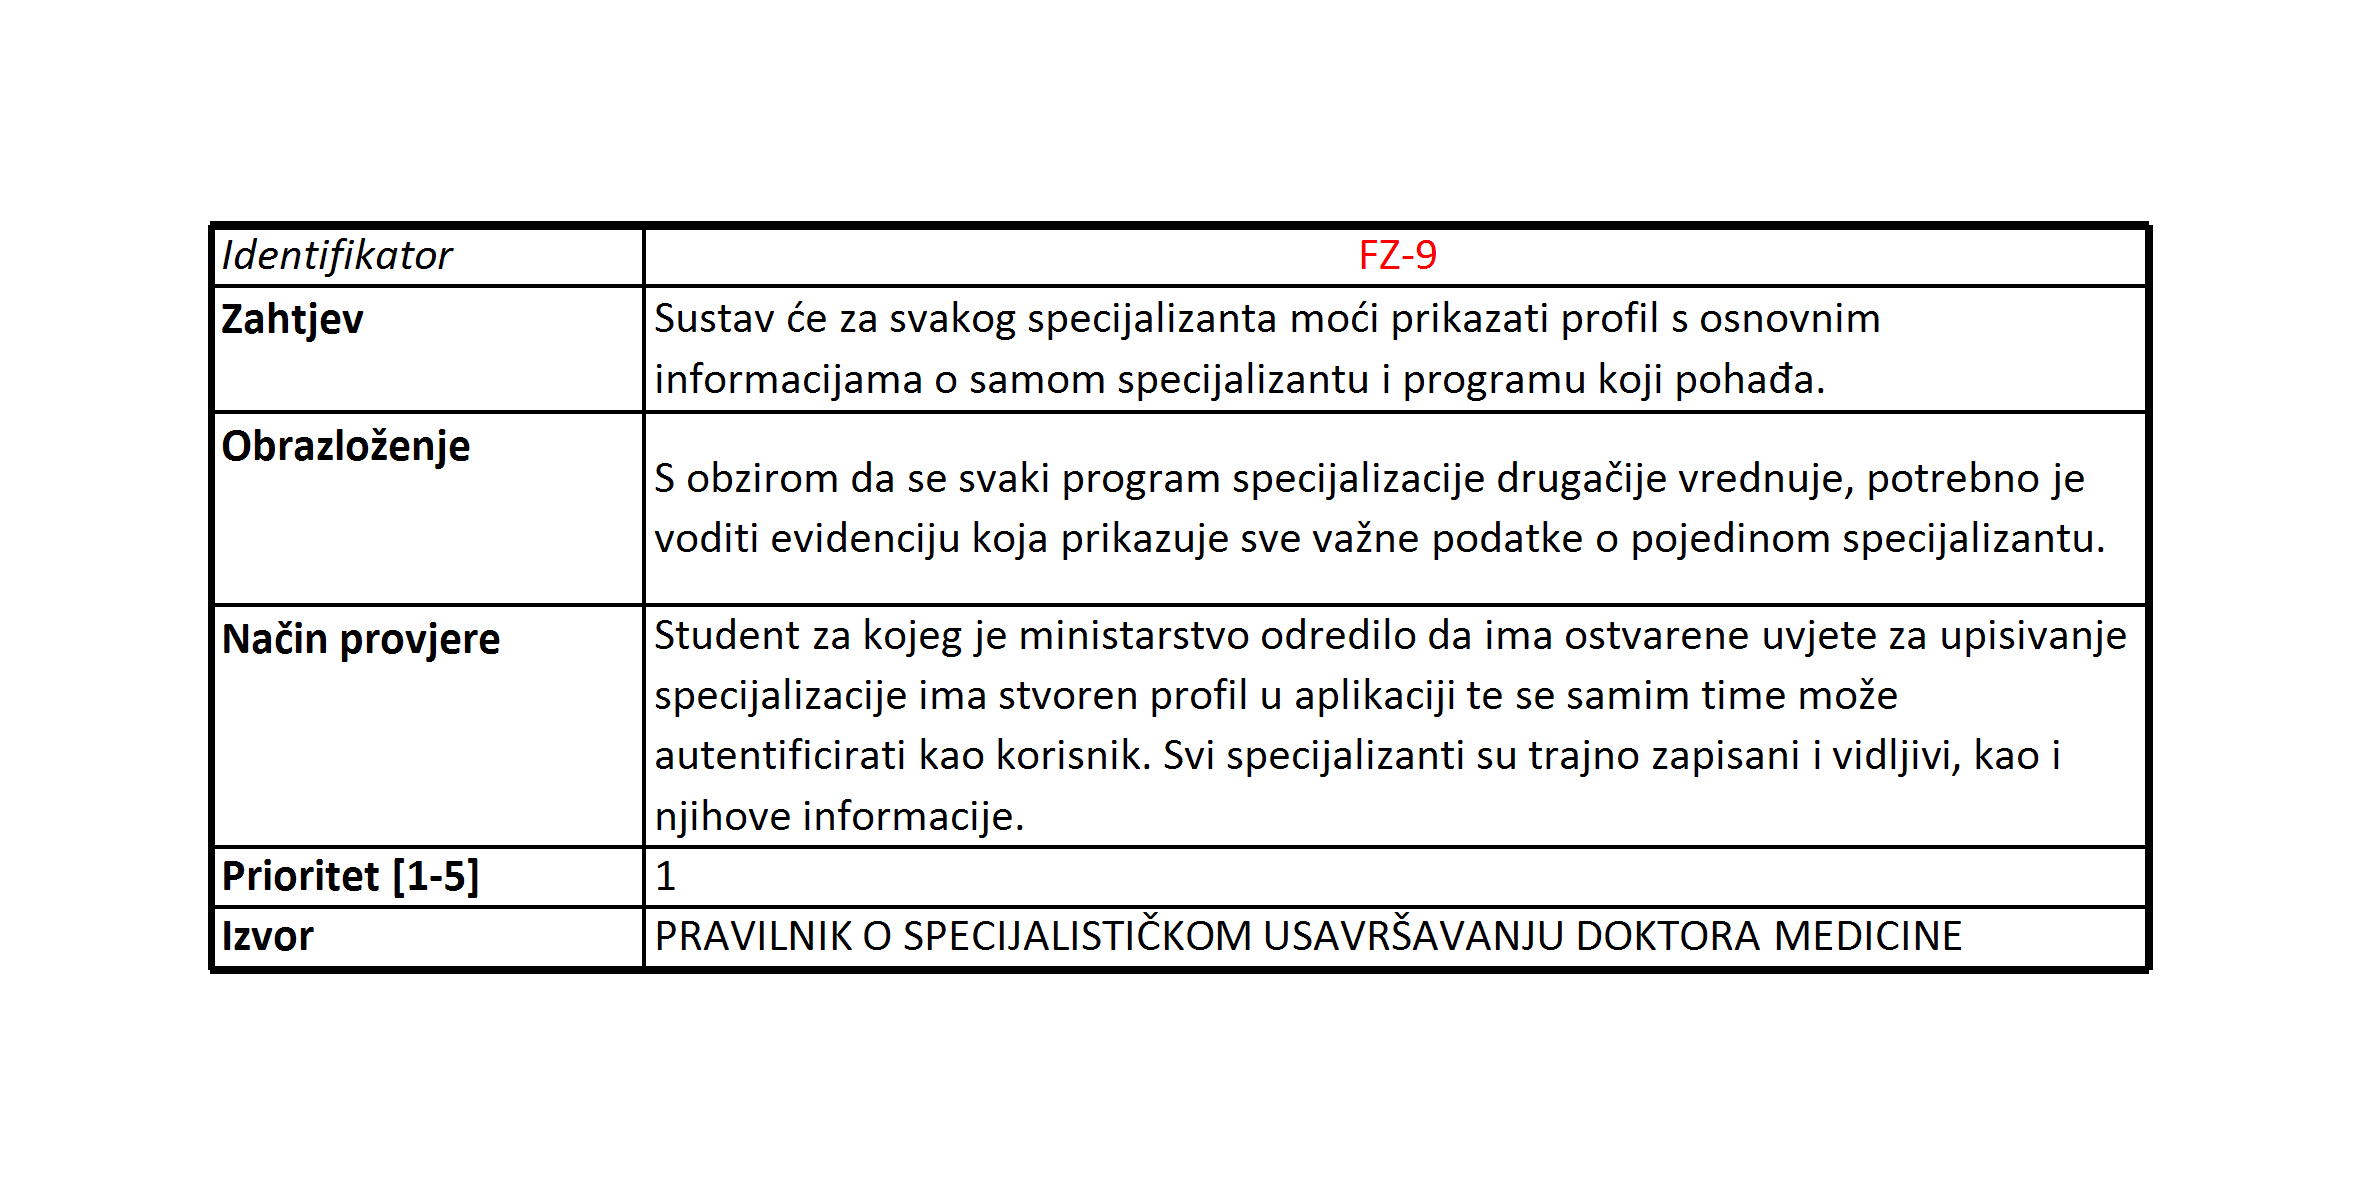 Identifikator FZ-9
Zahtjev Sustav će za svakog specijalizanta moći prikazati profil s osnovnim
informacijama o samom specijalizantu i programu koji pohađa.
Obrazloženje
S obzirom da se svaki program specijalizacije drugačije vrednuje, potrebno je
voditi evidenciju koja prikazuje sve važne podatke o pojedinom specijalizantu.
Način provjere Student za kojeg je ministarstvo odredilo da ima ostvarene uvjete za upisivanje
specijalizacije ima stvoren profil u aplikaciji te se samim time može
autentificirati kao korisnik. Svi specijalizanti su trajno zapisani i vidljivi, kao i
njihove informacije.
Prioritet [1-5] 1
Izvor PRAVILNIK O SPECIJALISTIČKOM USAVRŠAVANJU DOKTORA MEDICINE